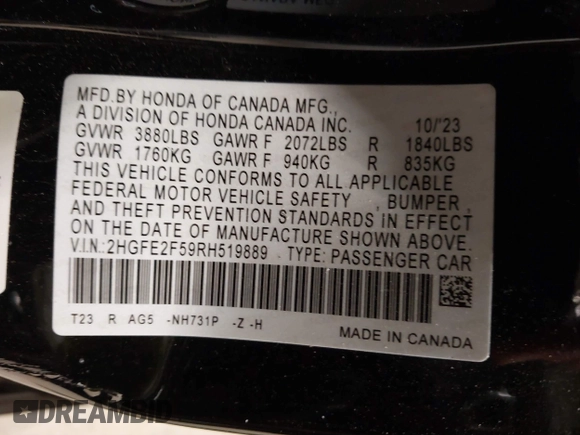 MFD.BY HONDA OF CANADA MFG.,
A DIVISION OF HONDA CANADA INC. 10/'23
GVWR 3880LBS GAWR F 2072LBS R 1840LBS
GVWR 1760KG GAWR F 940KG R 835KG
THIS VEHICLE CONFORMS TO ALL APPLICABLE
FEDERAL MOTOR VEHICLE SAFETY , BUMPER ,
AND THEFT PREVENTION STANDARDS IN EFFECT
ON THE DATE OF MANUFACTURE SHOWN ABOVE.
V.I.N.:2HGFE2F59RH519889 TYPE: PASSENGER CAR
T23 R AG5 -NH731P -Z -H
MADE IN CANADA
DREAMBID